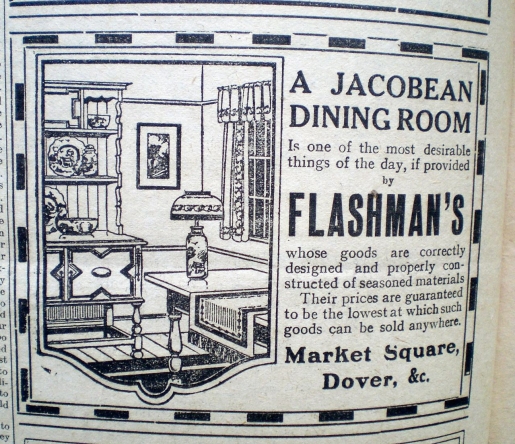 A JACOBEAN
DINING ROOM
Is one of the most desirable
things of the day, if provided
by
FLASHMAN'S
whose goods are correctly
designed and properly con-
structed of seasoned materials
Their prices are guaranteed
to be the lowest at which such
goods can be sold anywhere.
Market Square,
Dover, &c.